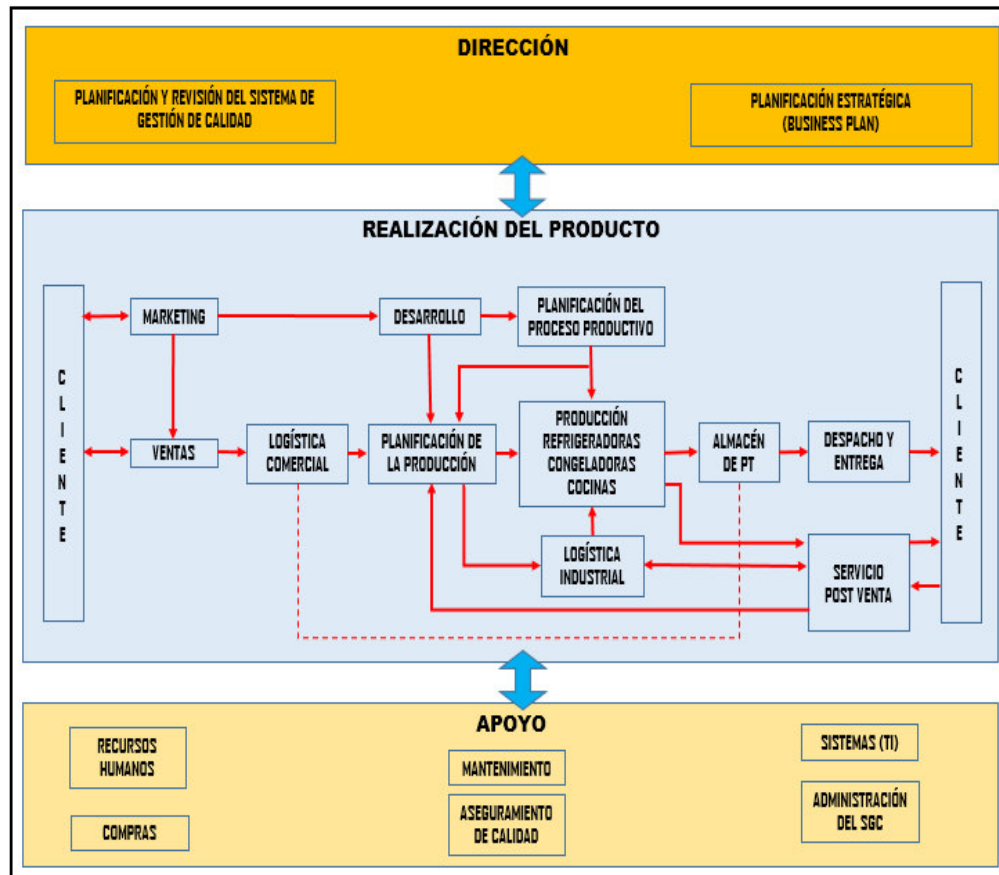 DIRECCIÓN
PLANIFICACIÓN Y REVISIÓN DEL SISTEMA DE
GESTIÓN DE CALIDAD
PLANIFICACIÓN ESTRATÉGICA
(BUSINESS PLAN)
REALIZACIÓN DEL PRODUCTO
CLIENTE
MARKETING
DESARROLLO
PLANIFICACIÓN DEL
PROCESO PRODUCTIVO
VENTAS
LOGÍSTICA
COMERCIAL
PLANIFICACIÓN DE
LA PRODUCCIÓN
PRODUCCIÓN
REFRIGERADORAS
CONGELADORAS
COCINAS
ALMACÉN
DE PT
DESPACHO Y
ENTREGA
CLIENTE
LOGÍSTICA
INDUSTRIAL
SERVICIO
POST VENTA
APOYO
RECURSOS
HUMANOS
MANTENIMIENTO
SISTEMAS (TI)
COMPRAS
ASEGURAMIENTO
DE CALIDAD
ADMINISTRACIÓN
DEL SGC